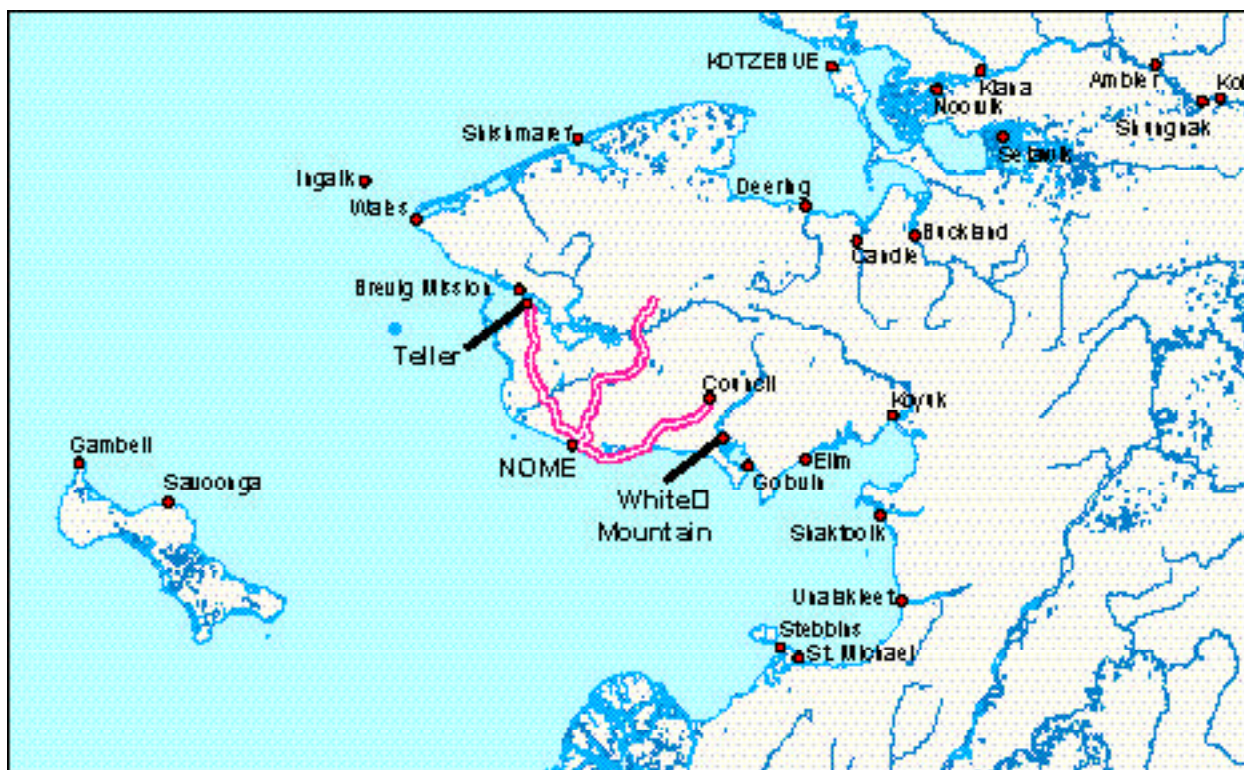 KOTZEBUE
Kiana
Ambler
Noorvik
Shungnak
Shishmaref
Selawik
Ingalik
Deering
Wales
Buckland
Candle
Brevig Mission
Teller
Council
Koyuk
Gambell
NOME
Elim
Golovin
Savoonga
White
Mountain
Shaktoolik
Unalakleet
Stebbins
St. Michael